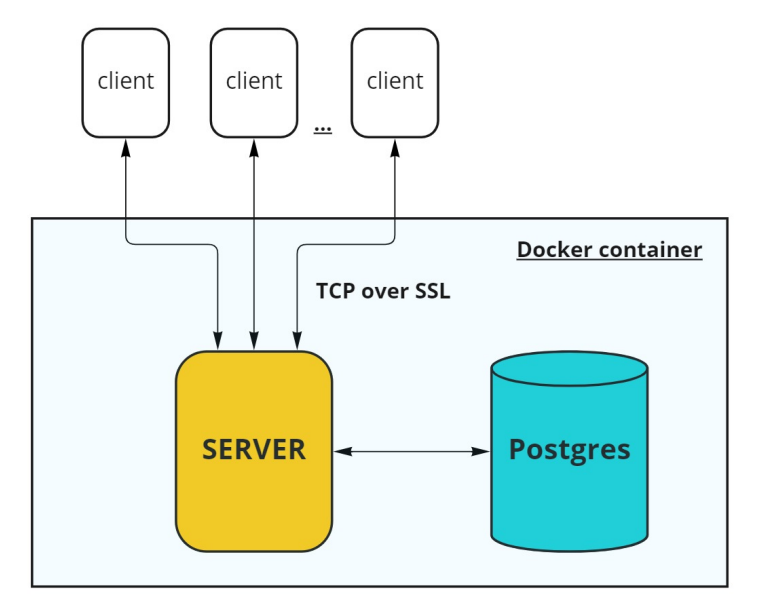 client
client
...
client
Docker container
TCP over SSL
SERVER
Postgres